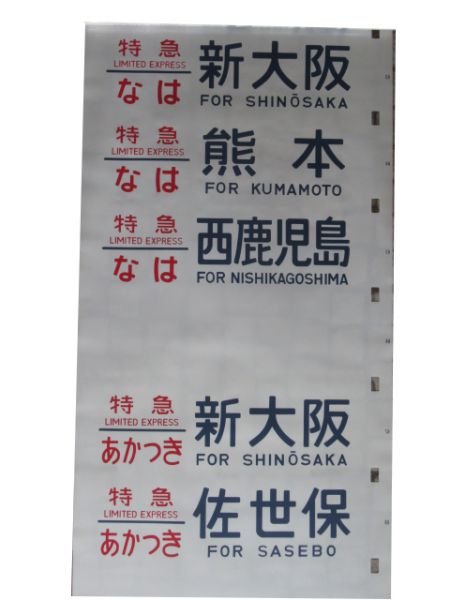 特急 新大阪
LIMITED EXPRESS
なは FOR SHINŌSAKA
特急 熊本
LIMITED EXPRESS
なは FOR KUMAMOTO
特急 西鹿児島
LIMITED EXPRESS
なは FOR NISHIKAGOSHIMA
特急 新大阪
LIMITED EXPRESS
あかつき FOR SHINŌSAKA
特急 佐世保
LIMITED EXPRESS
あかつき FOR SASEBO